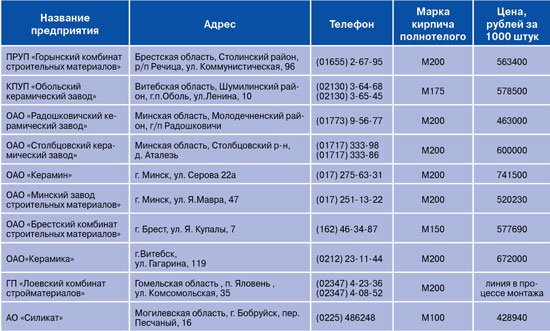 Название предприятия
Адрес
Телефон
Марка кирпича полнотелого
Цена, рублей за 1000 штук
ПРУП «Горынский комбинат строительных материалов»
Брестская область, Столинский район, р/п Речица, ул. Коммунистическая, 96
(01655) 2-67-95
М200
563400
КПУП «Обольский керамический завод»
Витебская область, Шумилинский район, г.п.Оболь, ул.Ленина, 10
(02130) 3-64-68
(02130) 3-65-45
М175
578500
ОАО «Радошковичский керамический завод»
Минская область, Молодечненский район, г/п Радошковичи
(01773) 9-56-77
М200
463000
ОАО «Столбцовский керамический завод»
Минская область, Столбцовский р-н, д. Аталезь
(01717) 333-98
(01717) 333-86
М200
600000
ОАО «Керамин»
г. Минск, ул. Серова 22а
(017) 275-63-31
М200
741500
ОАО «Минский завод строительных материалов»
г. Минск, ул. Я.Мавра, 47
(017) 251-13-22
М200
520230
ОАО «Брестский комбинат строительных материалов»
г. Брест, ул. Я. Купалы, 7
(162) 46-34-87
М150
577690
ОАО»Керамика»
г.Витебск, ул. Гагарина, 119
(0212) 23-11-44
М200
672000
ГП «Лоевский комбинат стройматериалов»
Гомельская область , п. Яловень , ул. Комсомольская, 35
(02347) 4-23-36
(02347) 4-08-52
М200
линия в процессе монтажа
АО «Силикат»
Могилевская область, г. Бобруйск, пер. Песчаный, 16
(0225) 486248
М100
428940